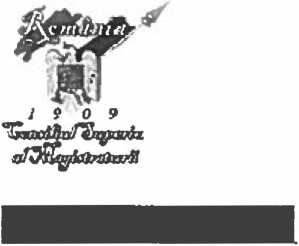 România
1 9 0 9
Consiliul Superior
al Magistraturii